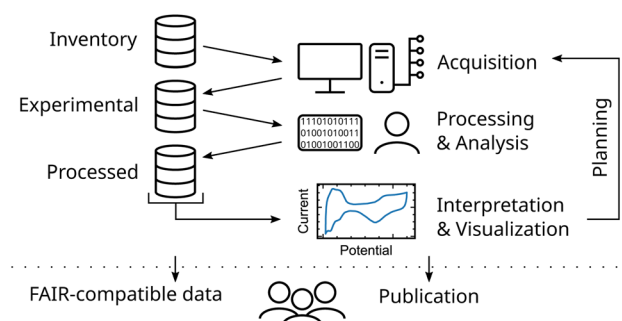 Inventory
Acquisition
Experimental
11101010111
01001010011
01001001100
Processing
& Analysis
Planning
Processed
Current
Potential
Interpretation
& Visualization
FAIR-compatible data
Publication